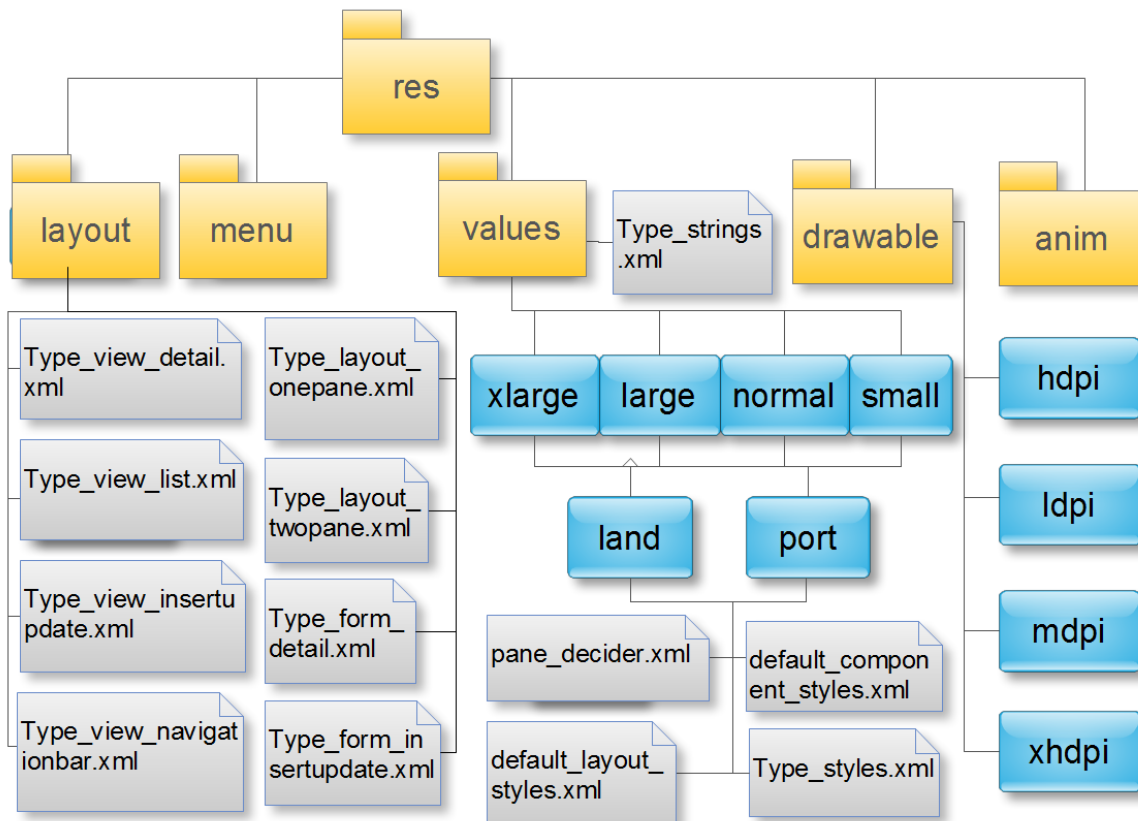 res
layout
menu
values
Type_strings
.xml
drawable
anim
Type_view_detail.
xml
Type_layout_
onepane.xml
xlarge
large
normal
small
hdpi
Type_view_list.xml
Type_layout_
twopane.xml
land
port
ldpi
Type_view_insertu
pdate.xml
Type_form_
detail.xml
pane_decider.xml
default_compon
ent_styles.xml
mdpi
Type_view_navigat
ionbar.xml
Type_form_in
sertupdate.xml
default_layout_
styles.xml
Type_styles.xml
xhdpi